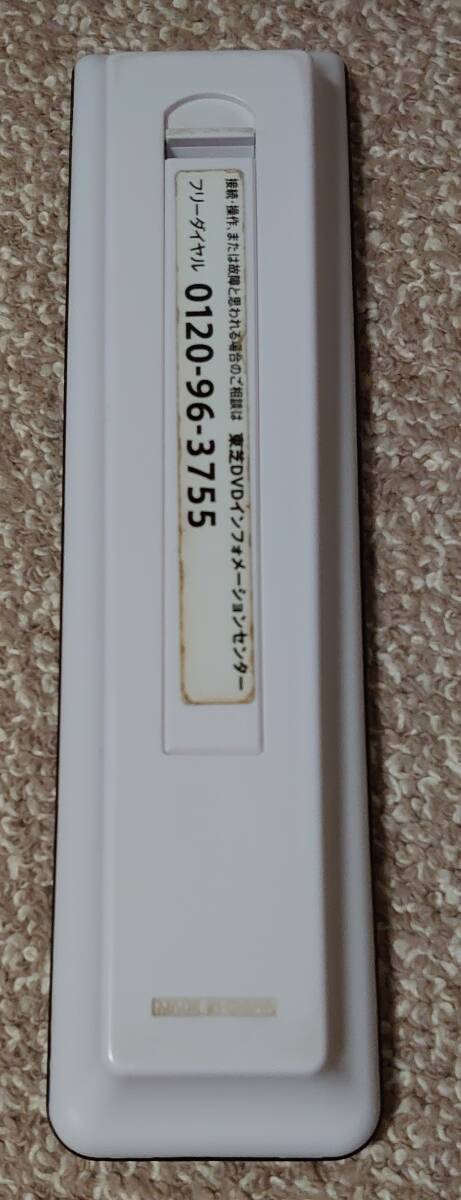 接続・操作、または故障と思われる場合のご相談は 東芝DVDインフォメーションセンター
フリーダイヤル 0120-96-3755
MADE IN